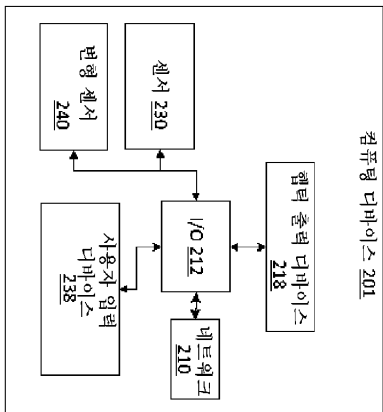 컴퓨팅 디바이스 201
햅틱 출력 디바이스
218
센서 230
변형 센서
240
I/O 212
네트워크
210
사용자 입력
디바이스
238